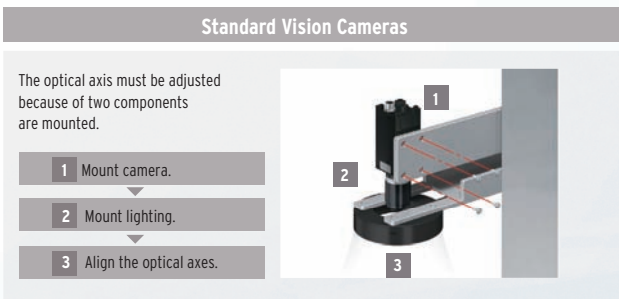 Standard Vision Cameras
The optical axis must be adjusted
because of two components
are mounted.
1 Mount camera.
2 Mount lighting.
3 Align the optical axes.
1
2
3